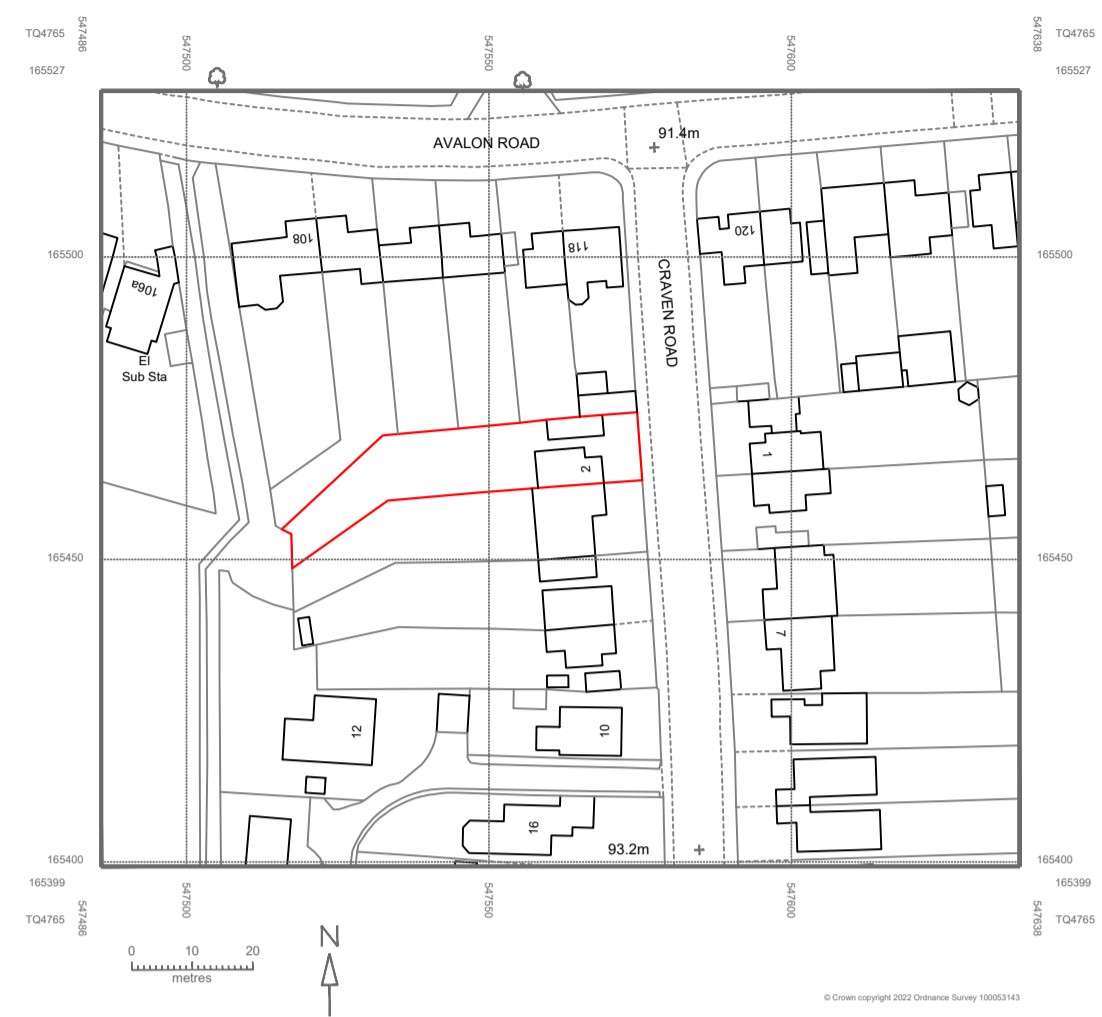 TQ4765
547486
547500
547550
547600
547638
TQ4765
165527
165527
AVALON ROAD
91.4m
108
118
120
165500
165500
106a
El
Sub Sta
CRAVEN ROAD
2
1
165450
165450
7
12
10
16
93.2m
165400
165400
165399
165399
TQ4765
547486
547500
547550
547600
547638
TQ4765
0 10 20
metres
N
© Crown copyright 2022 Ordnance Survey 100053143